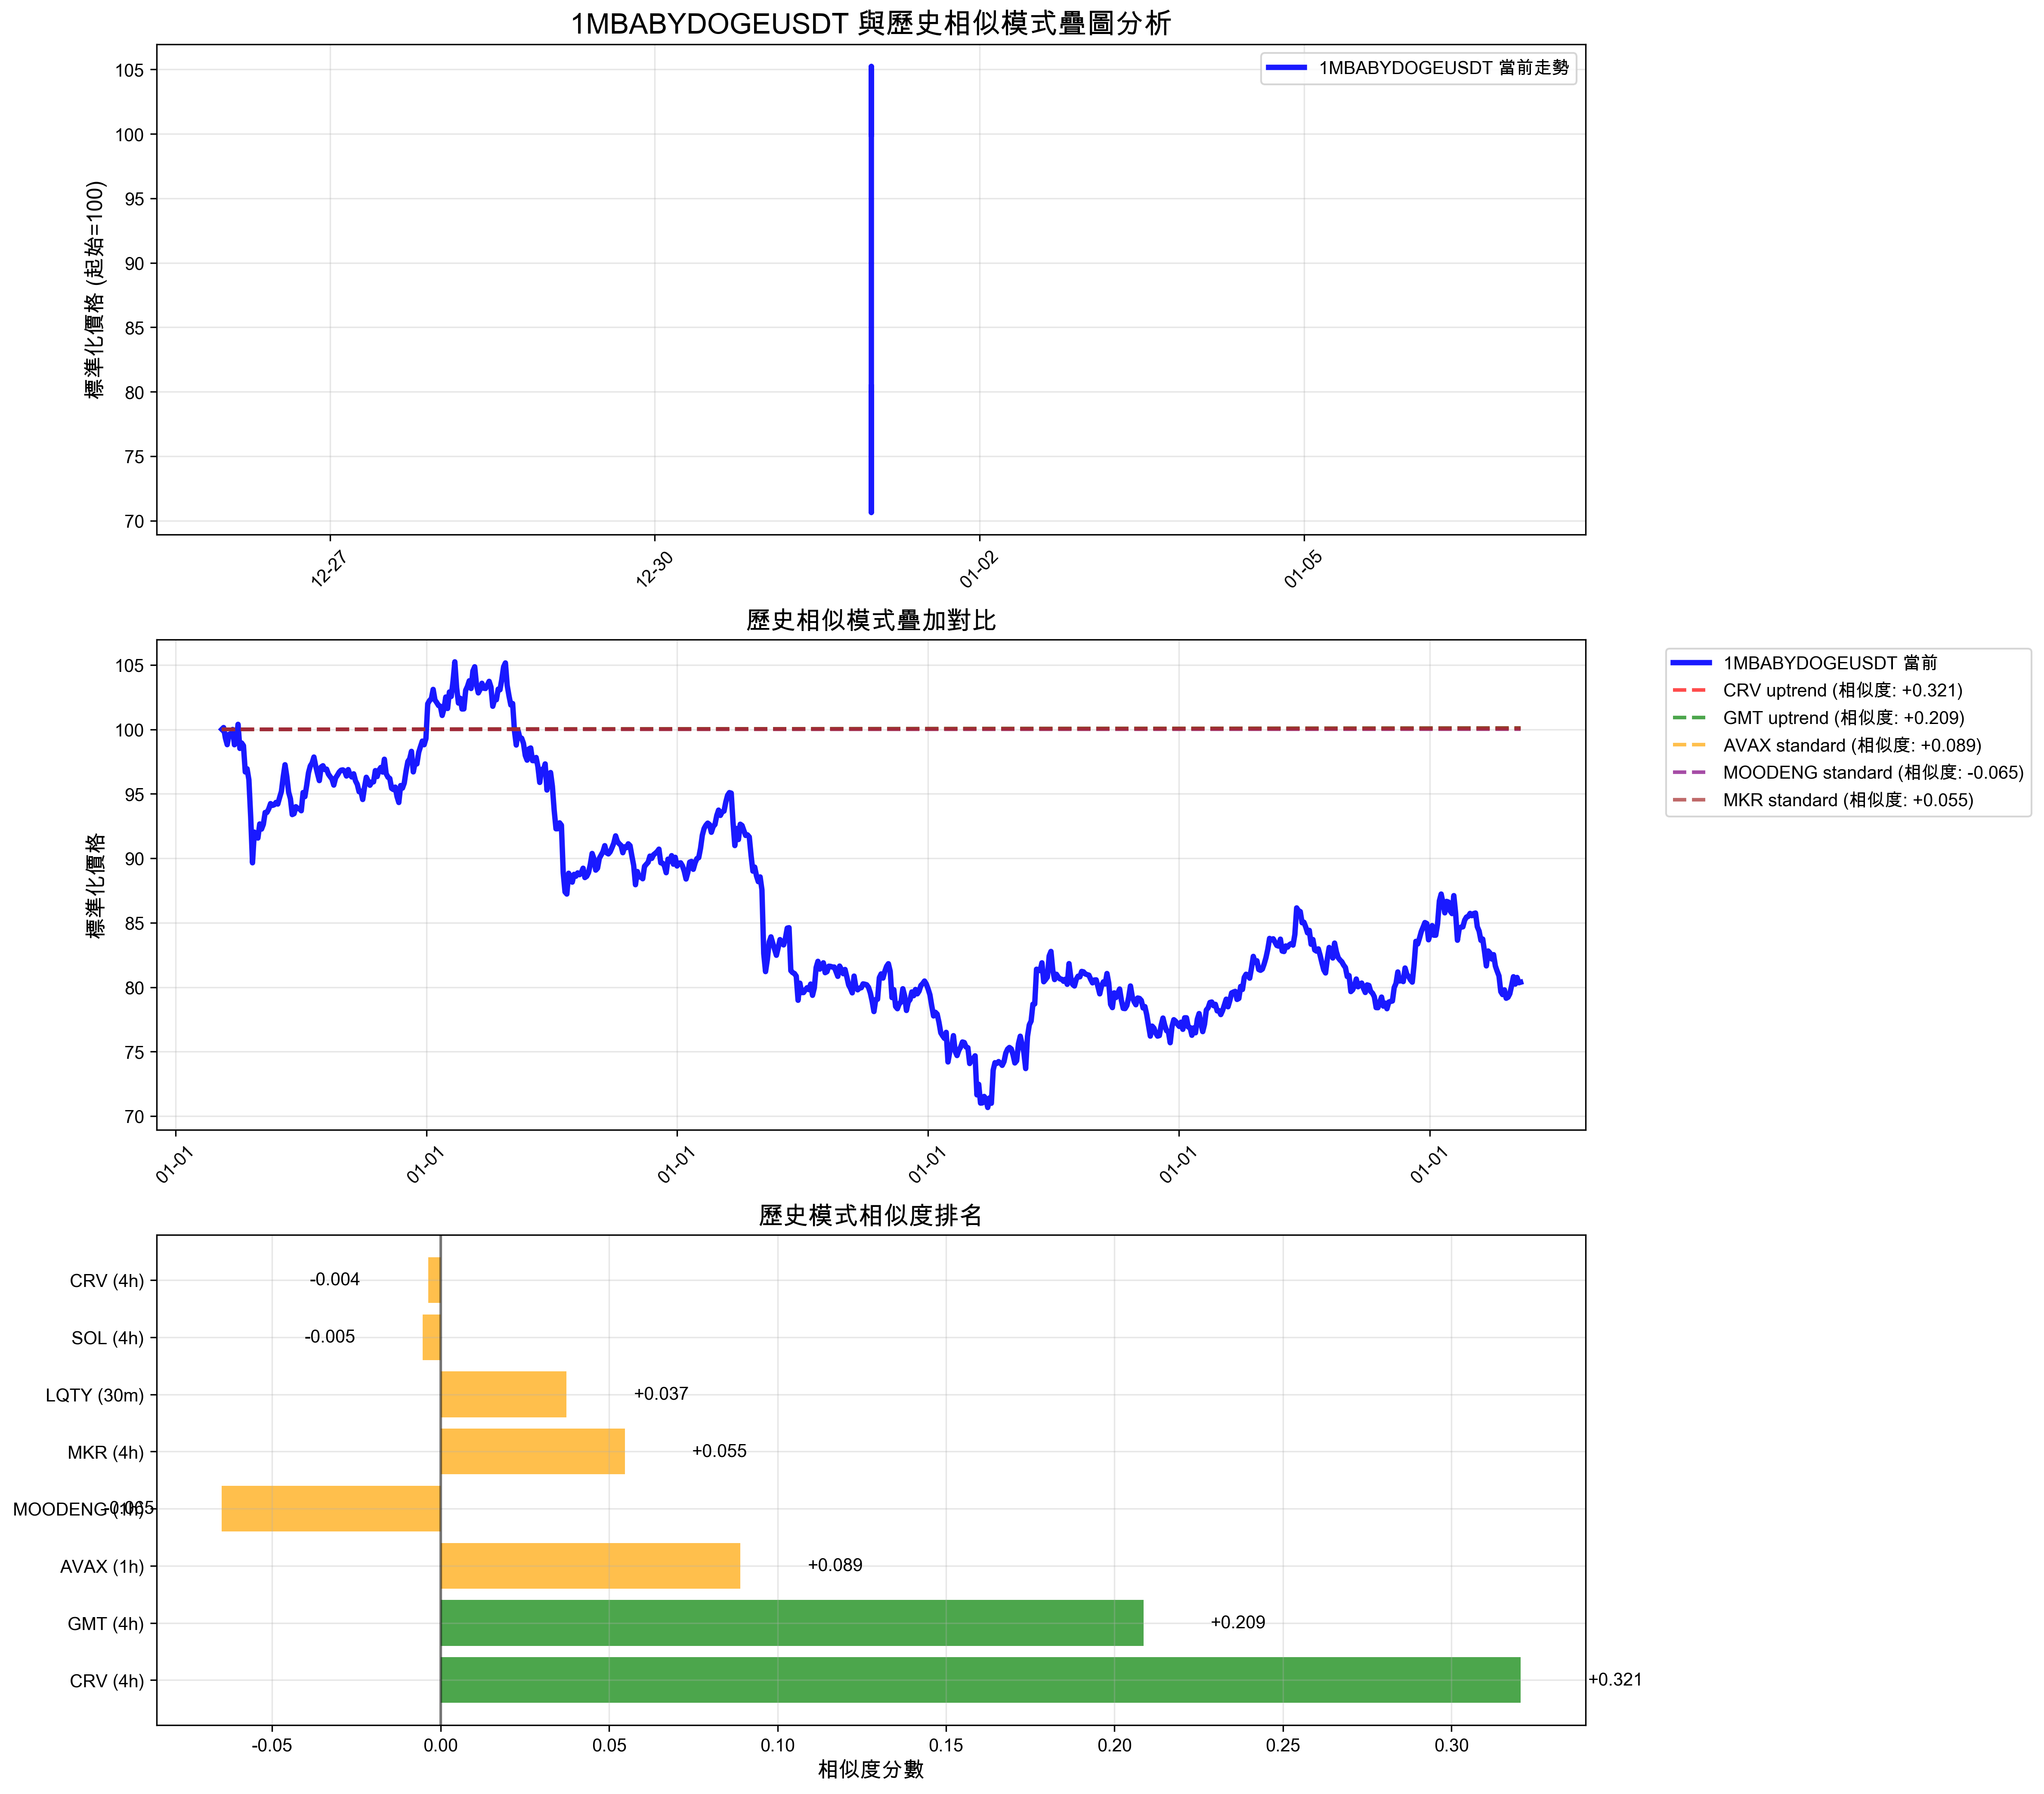 1MBABYDOGEUSDT 與歷史相似模式疊圖分析
1MBABYDOGEUSDT 當前走勢
標準化價格 (起始=100)
105
100
95
90
85
80
75
70
12-27
12-30
01-02
01-05
歷史相似模式疊加對比
1MBABYDOGEUSDT 當前
CRV uptrend (相似度: +0.321)
GMT uptrend (相似度: +0.209)
AVAX standard (相似度: +0.089)
MOODENG standard (相似度: -0.065)
MKR standard (相似度: +0.055)
標準化價格
105
100
95
90
85
80
75
70
01-01
01-01
01-01
01-01
01-01
01-01
歷史模式相似度排名
CRV (4h)
-0.004
SOL (4h)
-0.005
LQTY (30m)
+0.037
MKR (4h)
+0.055
MOODENG (1h)
-0.065
AVAX (1h)
+0.089
GMT (4h)
+0.209
CRV (4h)
+0.321
-0.05
0.00
0.05
0.10
0.15
0.20
0.25
0.30
相似度分數